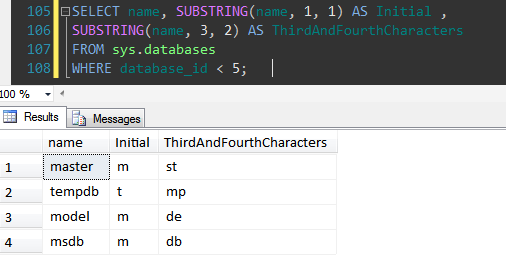 105 SELECT name, SUBSTRING(name, 1, 1) AS Initial ,
106 SUBSTRING(name, 3, 2) AS ThirdAndFourthCharacters
107 FROM sys.databases
108 WHERE database_id < 5;
100 %
Results Messages
name Initial ThirdAndFourthCharacters
1 master m st
2 tempdb t mp
3 model m de
4 msdb m db